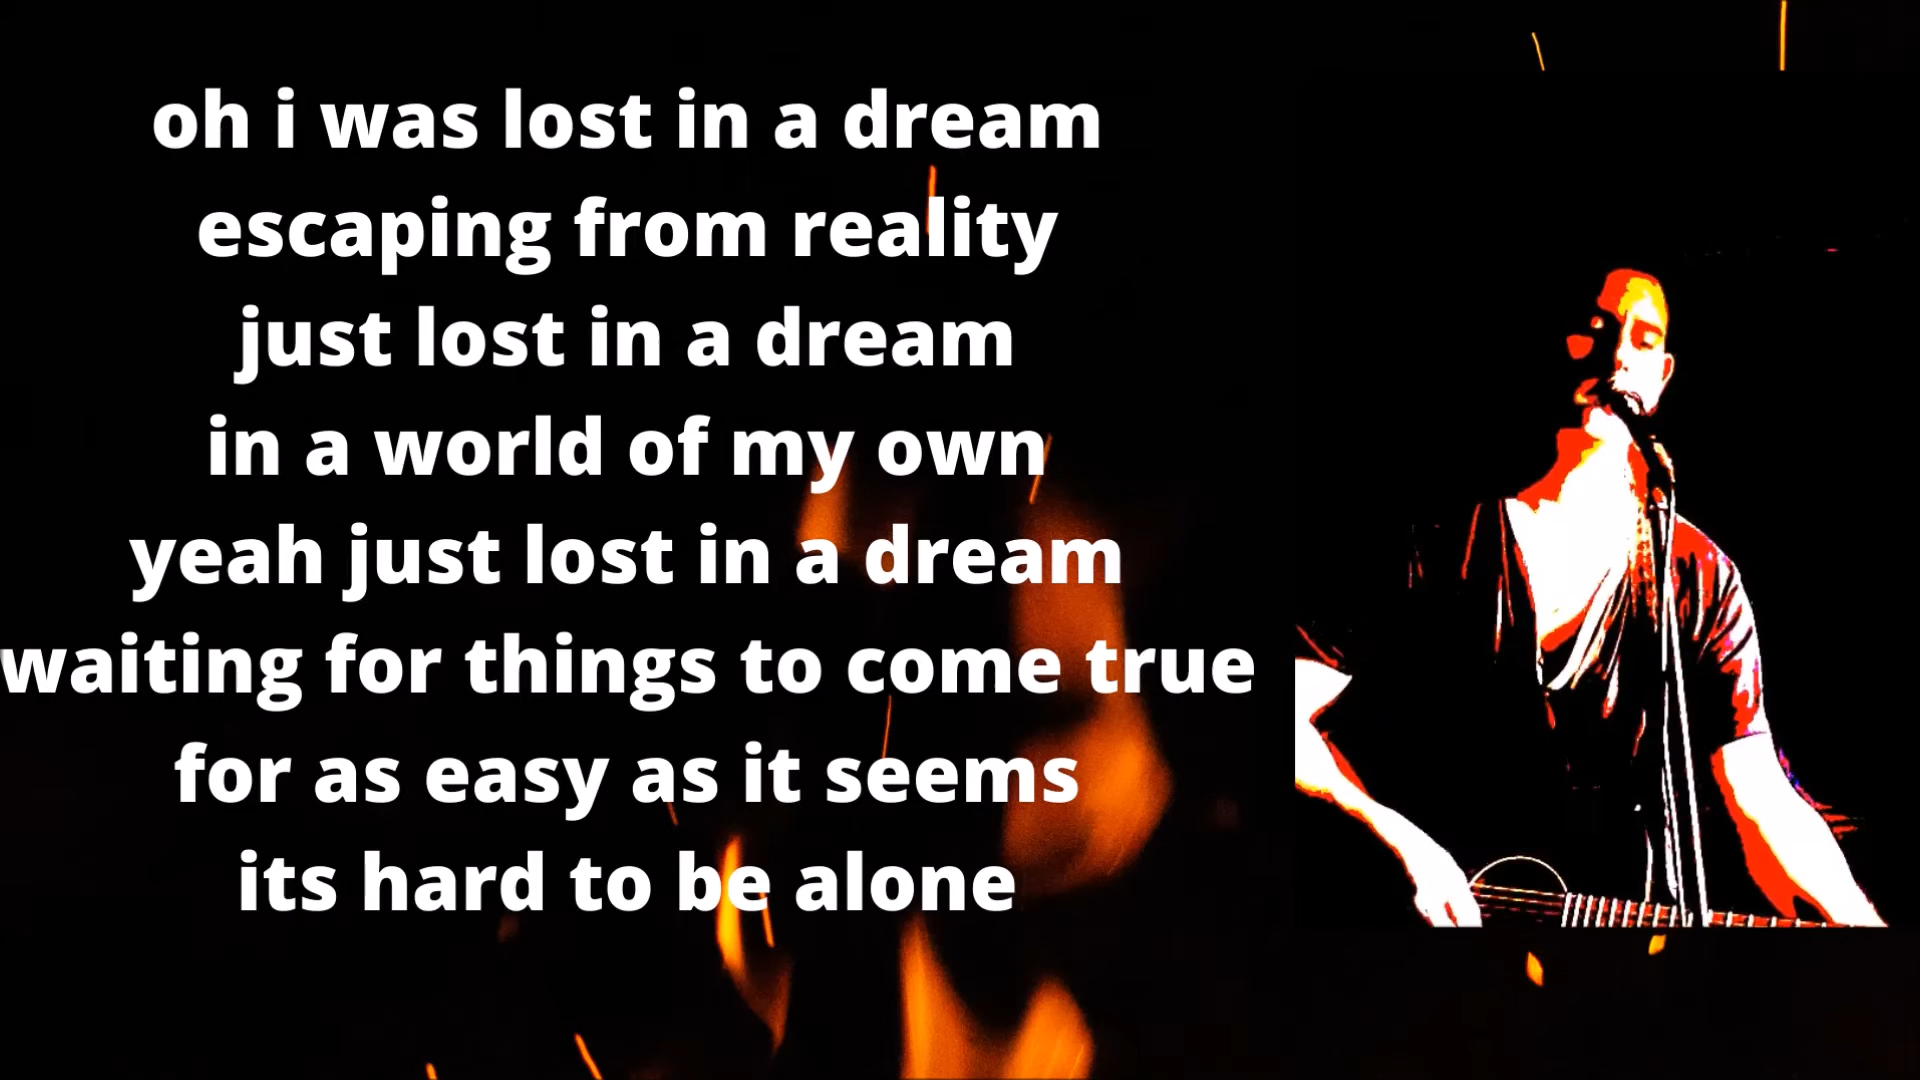 oh i was lost in a dream
escaping from reality
just lost in a dream
in a world of my own
yeah just lost in a dream
waiting for things to come true
for as easy as it seems
its hard to be alone